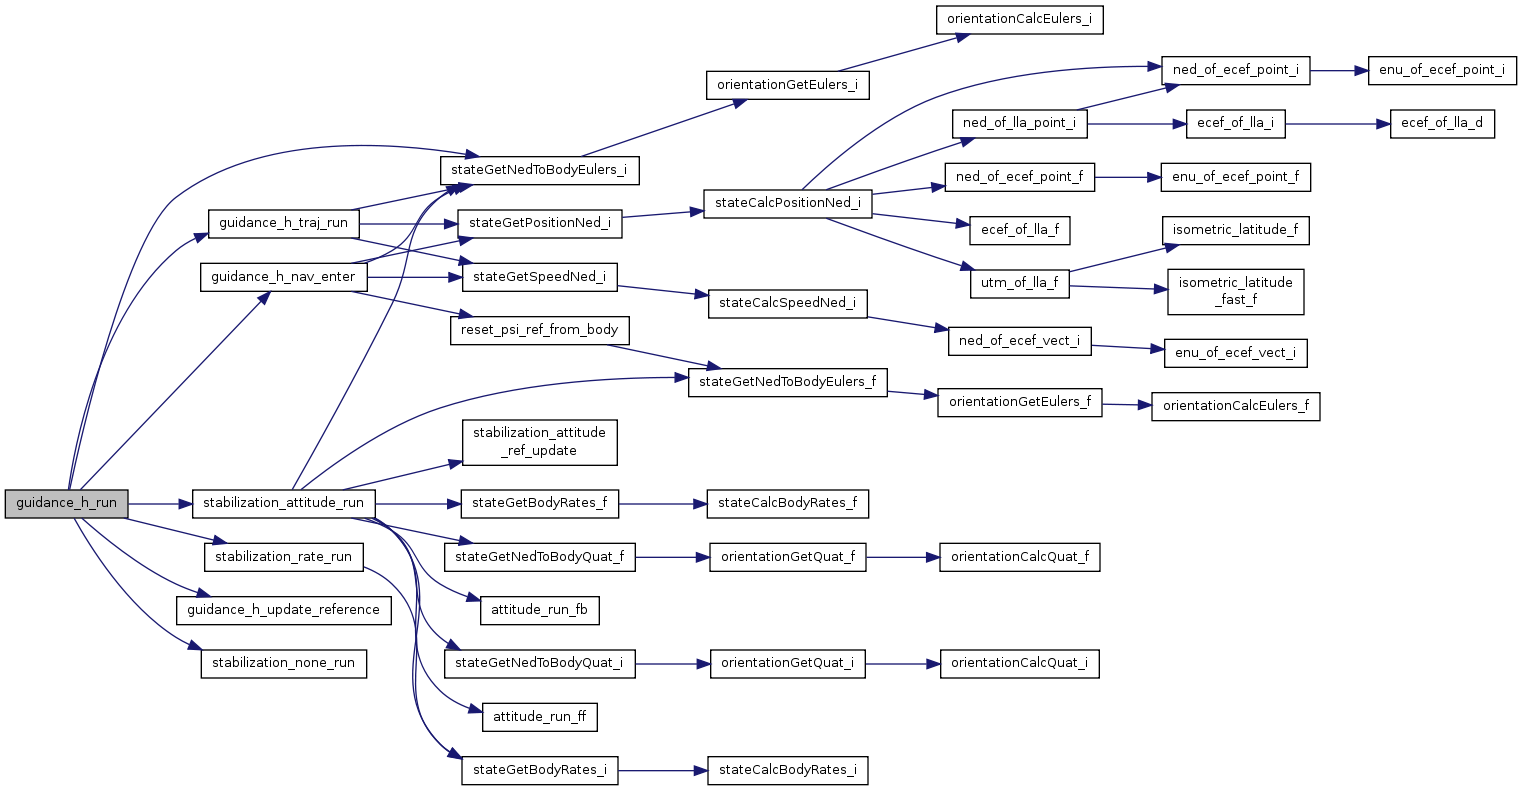 orientationCalcEulers_i
ned_of_ecef_point_i
enu_of_ecef_point_i
orientationGetEulers_i
ned_of_lla_point_i
ecef_of_lla_i
ecef_of_lla_d
stateGetNedToBodyEulers_i
ned_of_ecef_point_f
enu_of_ecef_point_f
stateCalcPositionNed_i
guidance_h_traj_run
stateGetPositionNed_i
ecef_of_lla_f
isometric_latitude_f
guidance_h_nav_enter
stateGetSpeedNed_i
utm_of_lla_f
isometric_latitude
_fast_f
stateCalcSpeedNed_i
reset_psi_ref_from_body
ned_of_ecef_vect_i
enu_of_ecef_vect_i
stateGetNedToBodyEulers_f
orientationGetEulers_f
orientationCalcEulers_f
stabilization_attitude
_ref_update
guidance_h_run
stabilization_attitude_run
stateGetBodyRates_f
stateCalcBodyRates_f
stabilization_rate_run
stateGetNedToBodyQuat_f
orientationGetQuat_f
orientationCalcQuat_f
guidance_h_update_reference
attitude_run_fb
stabilization_none_run
stateGetNedToBodyQuat_i
orientationGetQuat_i
orientationCalcQuat_i
attitude_run_ff
stateGetBodyRates_i
stateCalcBodyRates_i